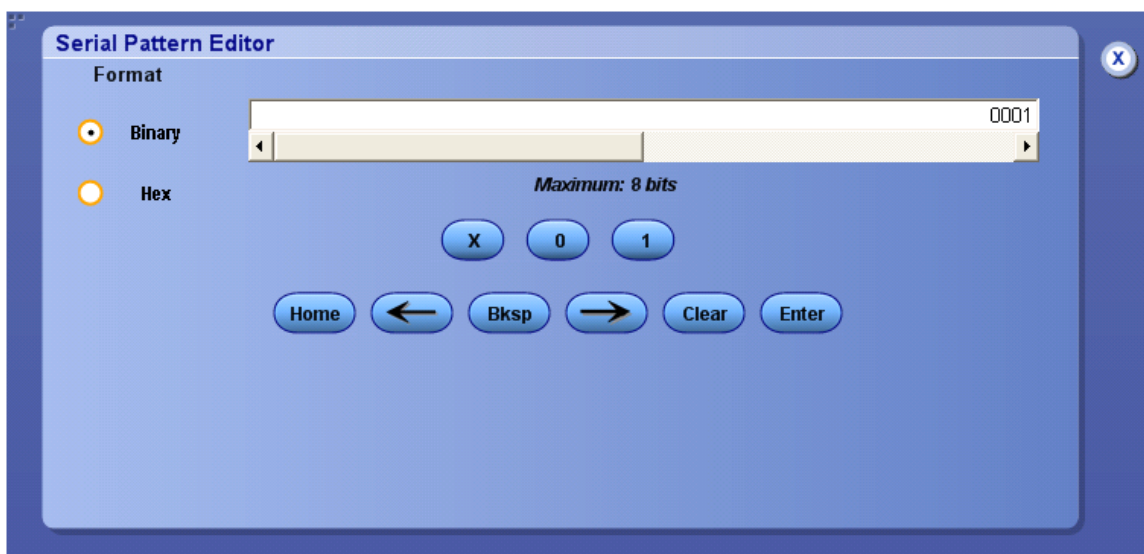 Serial Pattern Editor
X
Format
0001
Binary
Maximum: 8 bits
Hex
X 0 1
Home Bksp Clear Enter